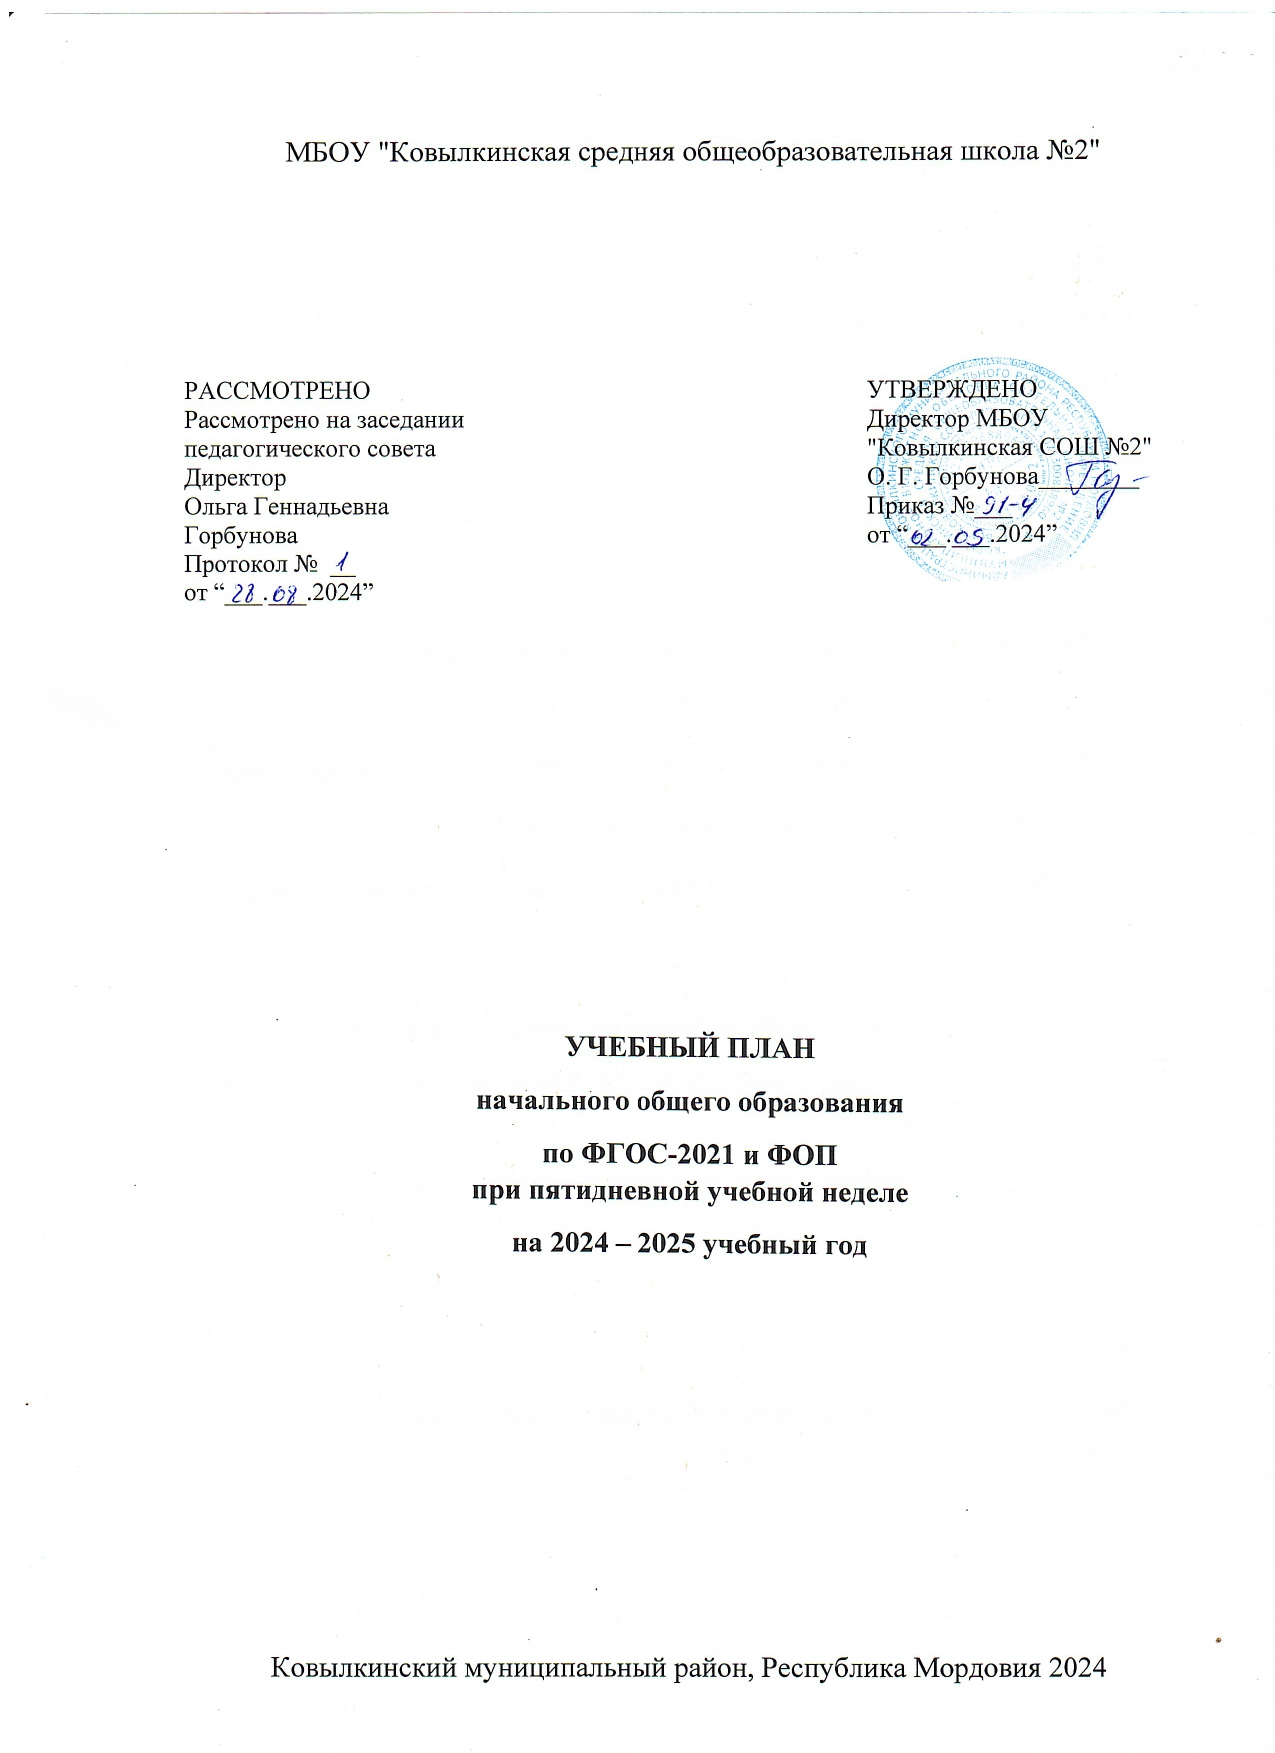 МБОУ "Ковылкинская средняя общеобразовательная школа №2"
РАССМОТРЕНО
Рассмотрено на заседании
педагогического совета
Директор
Ольга Геннадьевна
Горбунова
Протокол № 1
от “28.08.2024”
УТВЕРЖДЕНО
Директор МБОУ
"Ковылкинская СОШ №2"
О. Г. Горбунова________
Приказ № 91-ч
от “02.09.2024”
УЧЕБНЫЙ ПЛАН
начального общего образования
по ФГОС-2021 и ФОП
при пятидневной учебной неделе
на 2024 – 2025 учебный год
Ковылкинский муниципальный район, Республика Мордовия 2024